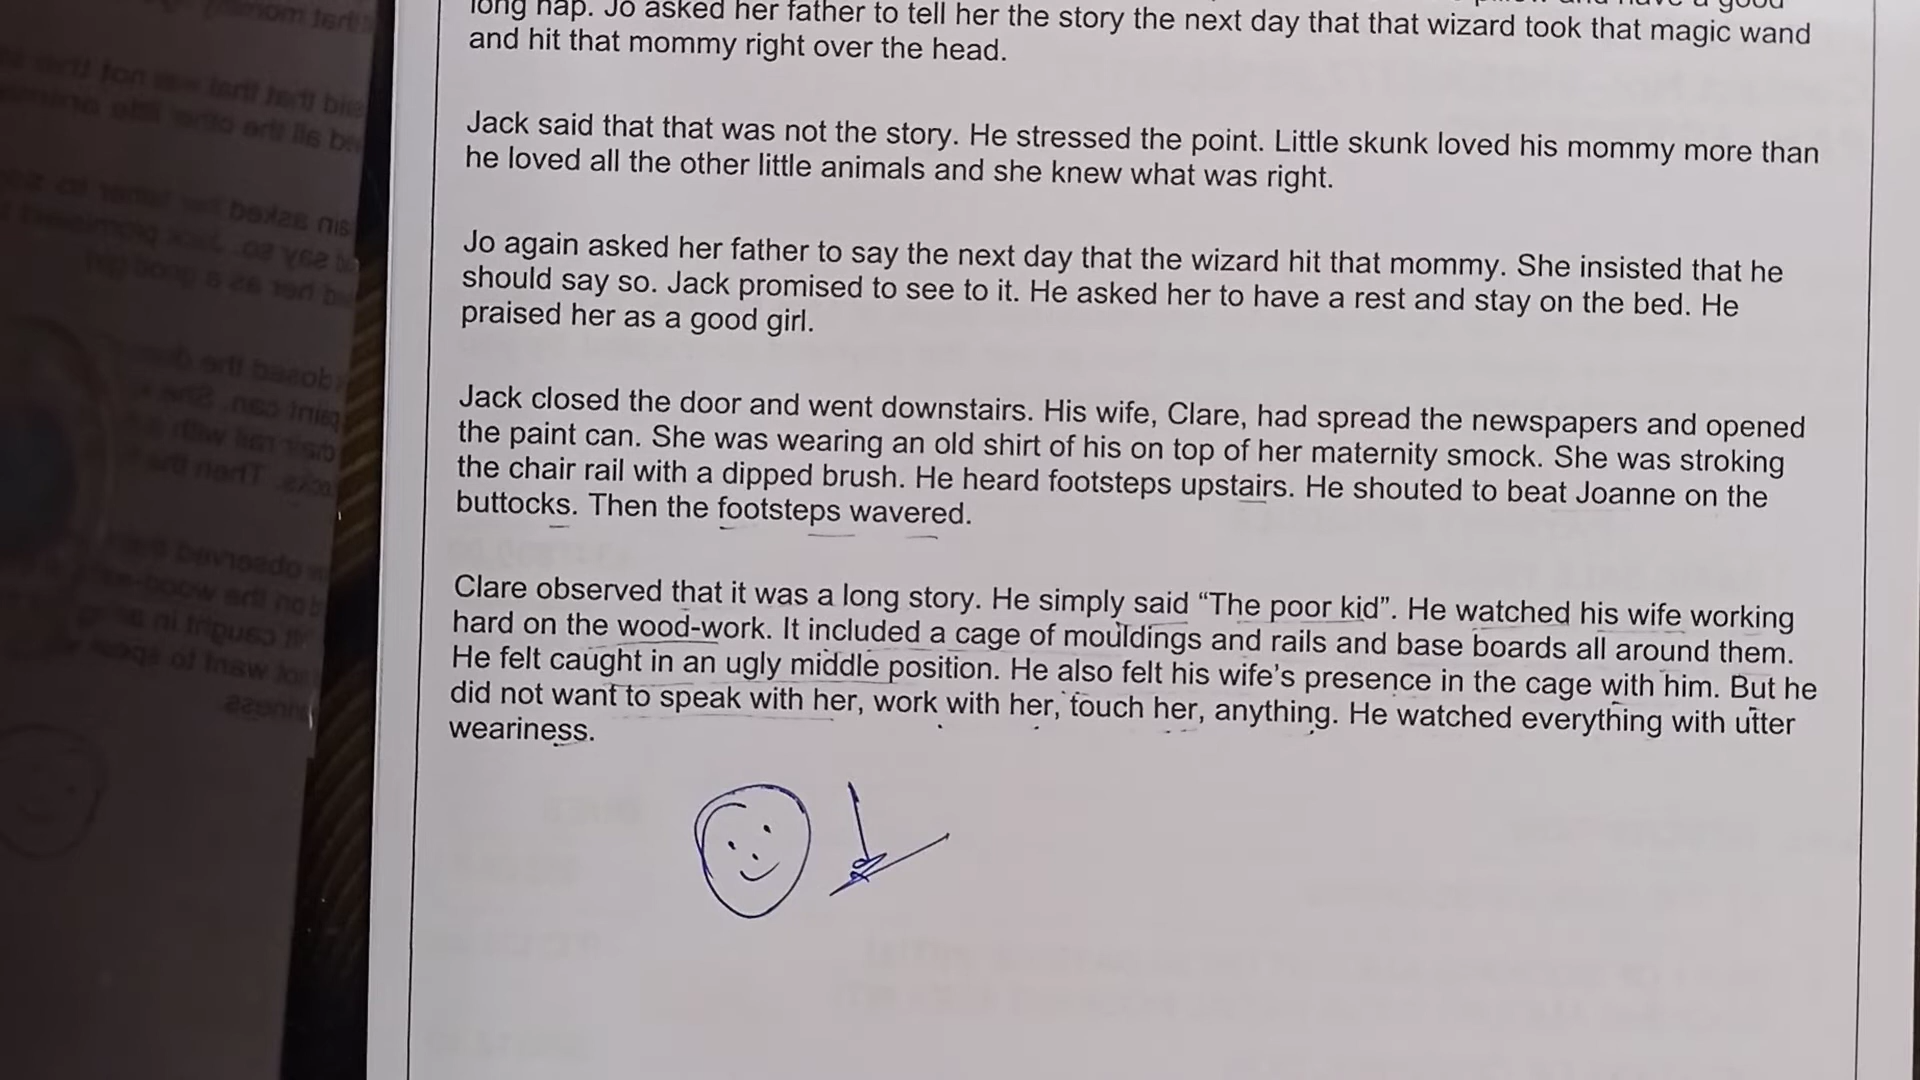 long nap. Jo asked her father to tell her the story the next day that that wizard took that magic wand
and hit that mommy right over the head.
Jack said that that was not the story. He stressed the point. Little skunk loved his mommy more than
he loved all the other little animals and she knew what was right.
Jo again asked her father to say the next day that the wizard hit that mommy. She insisted that he
should say so. Jack promised to see to it. He asked her to have a rest and stay on the bed. He
praised her as a good girl.
Jack closed the door and went downstairs. His wife, Clare, had spread the newspapers and opened
the paint can. She was wearing an old shirt of his on top of her maternity smock. She was stroking
the chair rail with a dipped brush. He heard footsteps upstairs. He shouted to beat Joanne on the
buttocks. Then the footsteps wavered.
Clare observed that it was a long story. He simply said “The poor kid”. He watched his wife working
hard on the wood-work. It included a cage of mouldings and rails and base boards all around them.
He felt caught in an ugly middle position. He also felt his wife’s presence in the cage with him. But he
did not want to speak with her, work with her, touch her, anything. He watched everything with utter
weariness.